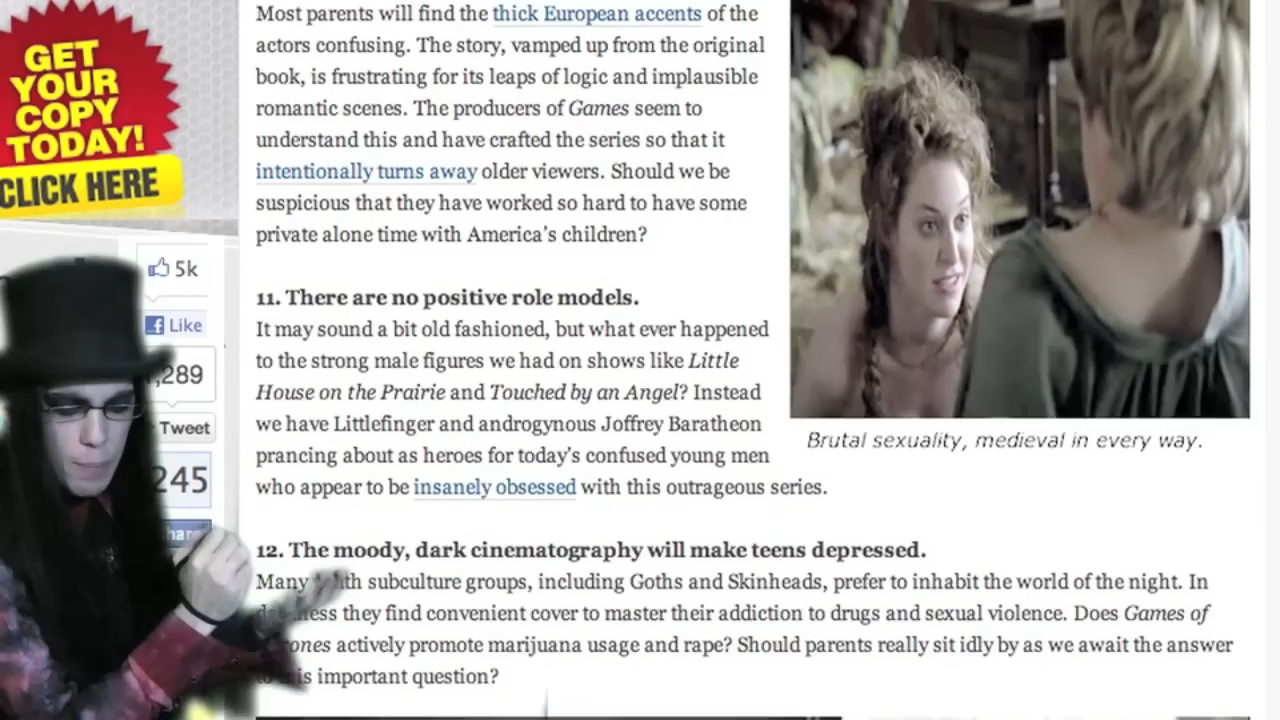 GET
YOUR
COPY
TODAY!
CLICK HERE
5k
Like
,289
Tweet
245
Most parents will find the thick European accents of the
actors confusing. The story, vamped up from the original
book, is frustrating for its leaps of logic and implausible
romantic scenes. The producers of Games seem to
understand this and have crafted the series so that it
intentionally turns away older viewers. Should we be
suspicious that they have worked so hard to have some
private alone time with America's children?
11. There are no positive role models.
It may sound a bit old fashioned, but what ever happened
to the strong male figures we had on shows like Little
House on the Prairie and Touched by an Angel? Instead
we have Littlefinger and androgynous Joffrey Baratheon
prancing about as heroes for today's confused young men
who appear to be insanely obsessed with this outrageous series.
Brutal sexuality, medieval in every way.
12. The moody, dark cinematography will make teens depressed.
Many subculture groups, including Goths and Skinheads, prefer to inhabit the world of the night. In
they find convenient cover to master their addiction to drugs and sexual violence. Does Games of
actively promote marijuana usage and rape? Should parents really sit idly by as we await the answer
important question?